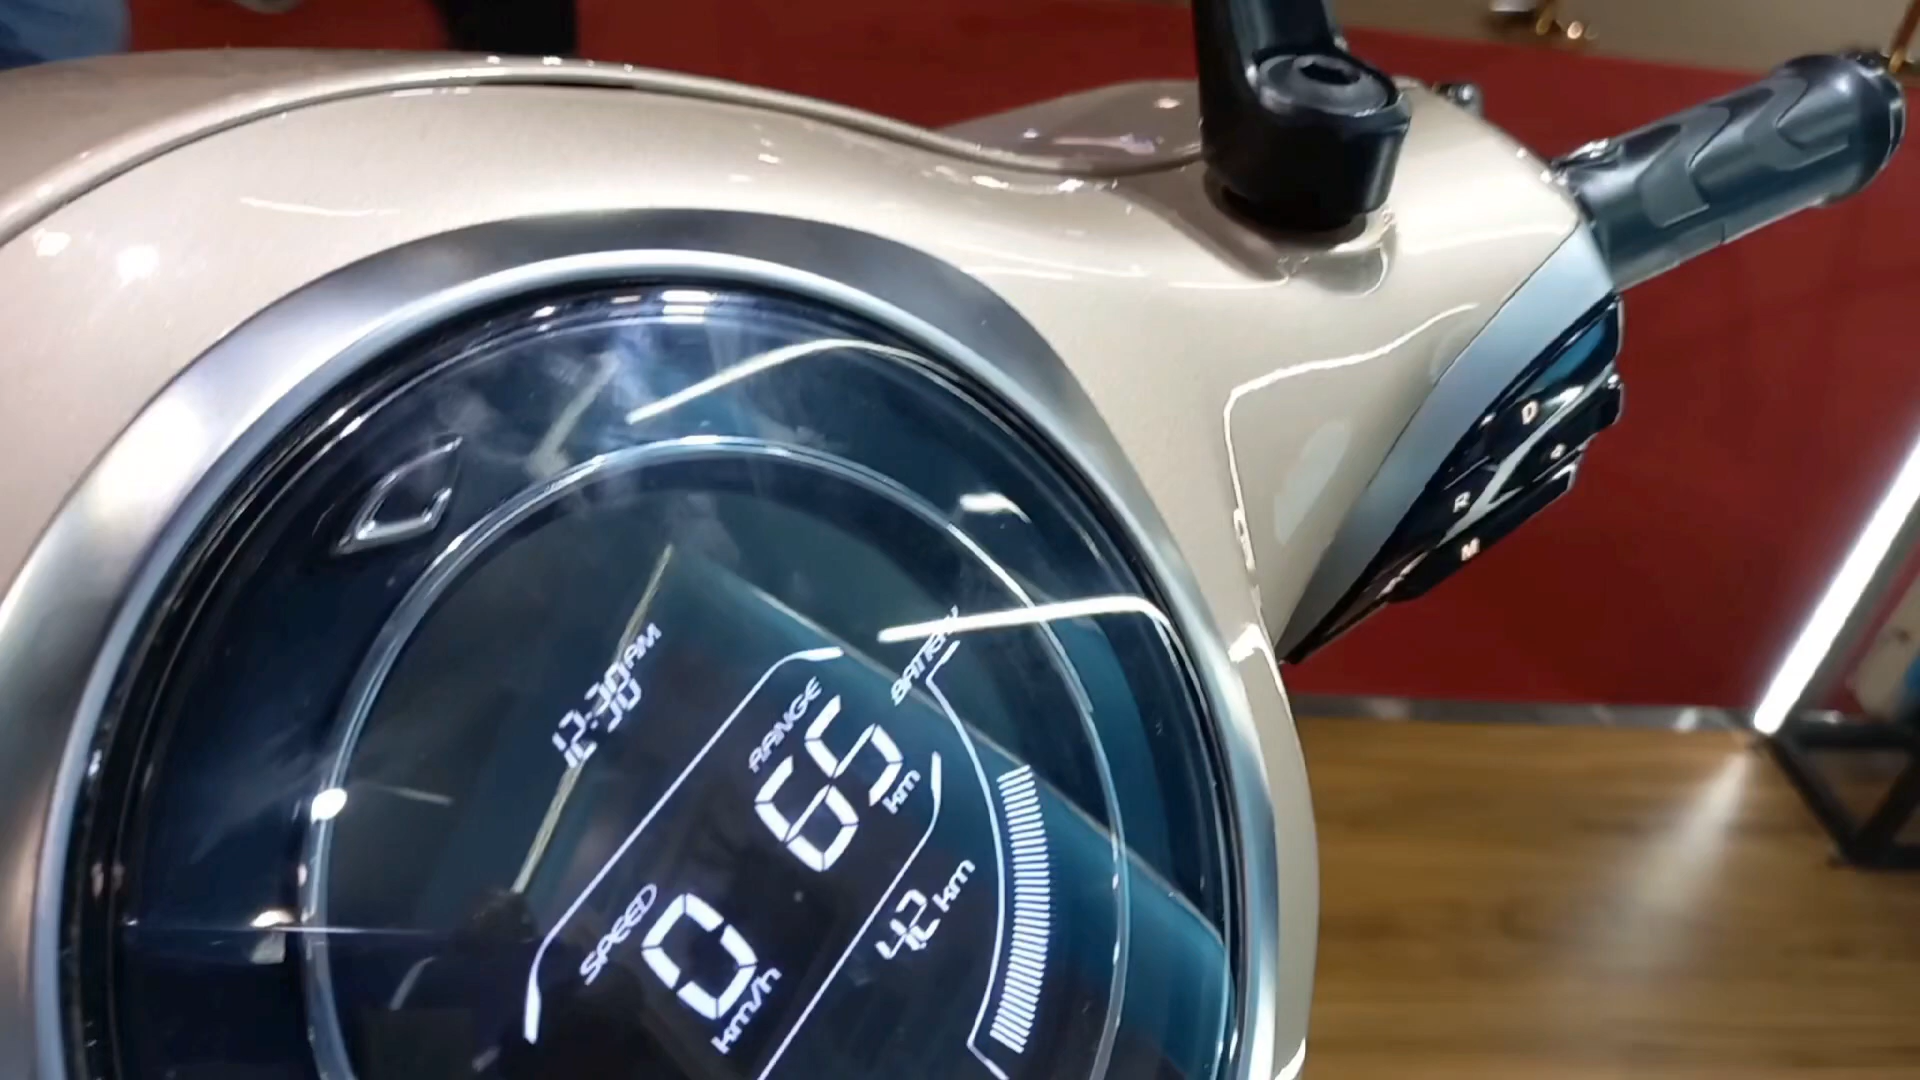 12:30 AM
RANGE
65 km
BATTERY
SPEED
0 km/h
42 km
D
R
M